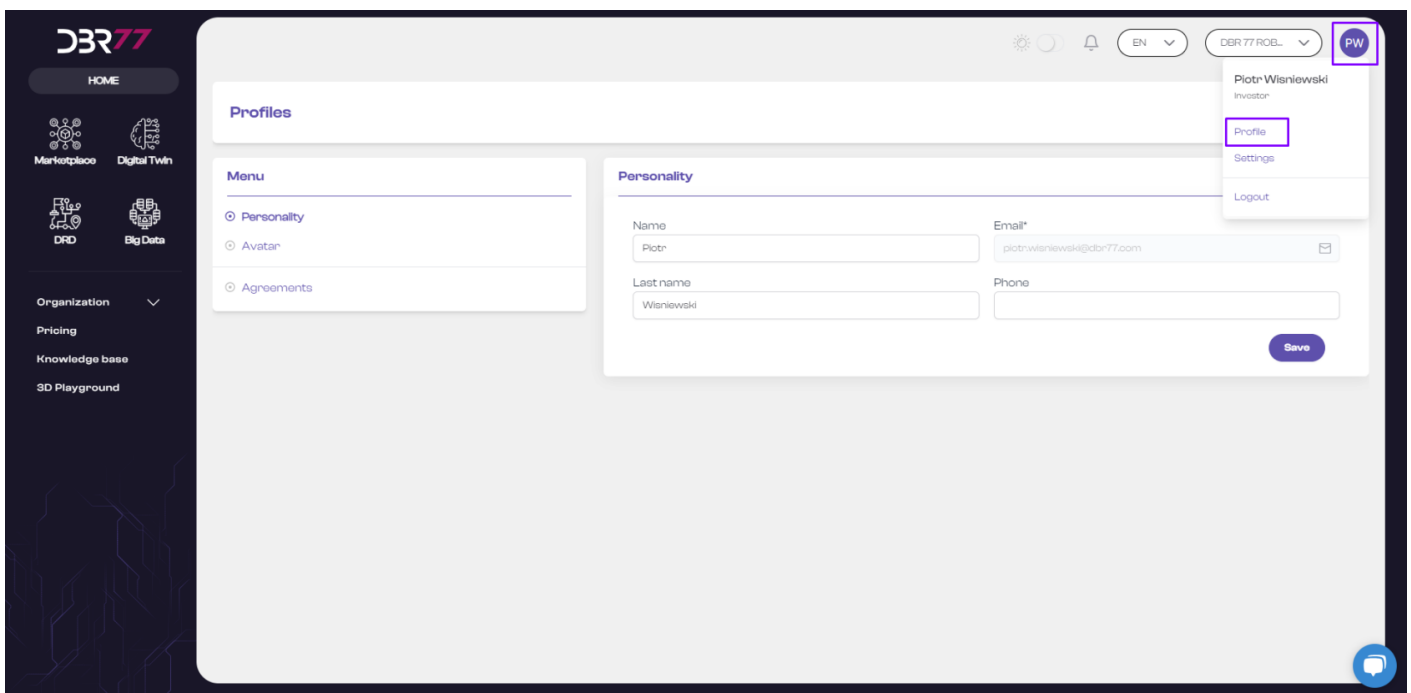 DBR77
HOME
Marketplace
Digital Twin
DRD
Big Data
Organization
Pricing
Knowledge base
3D Playground
EN
DBR 77 ROB...
PW
Piotr Wisniewski
Investor
Profile
Settings
Logout
Profiles
Menu
Personality
Avatar
Agreements
Personality
Name
Piotr
Email*
piotr.wisniewski@dbr77.com
Last name
Wisniewski
Phone
Save